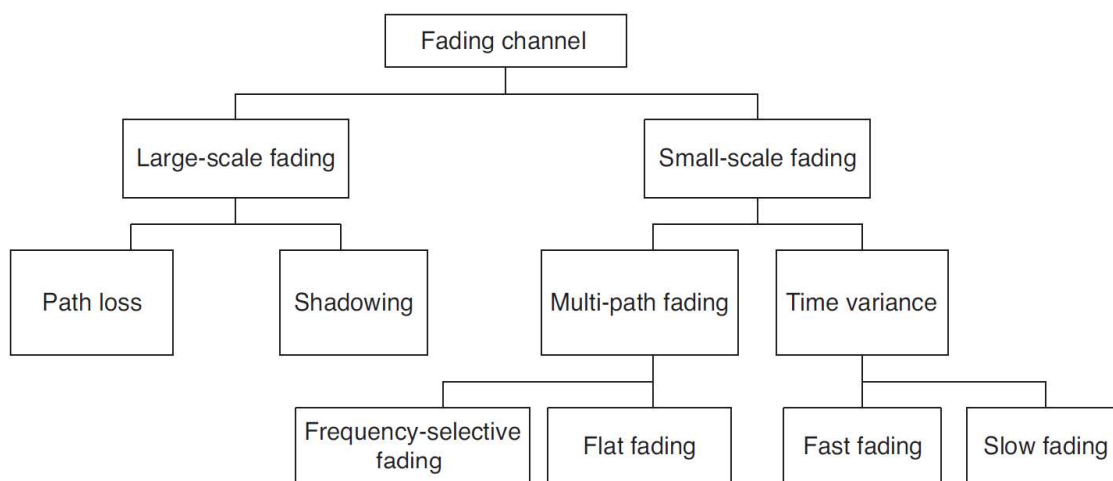 Fading channel
Large-scale fading
Small-scale fading
Path loss
Shadowing
Multi-path fading
Time variance
Frequency-selective
fading
Flat fading
Fast fading
Slow fading